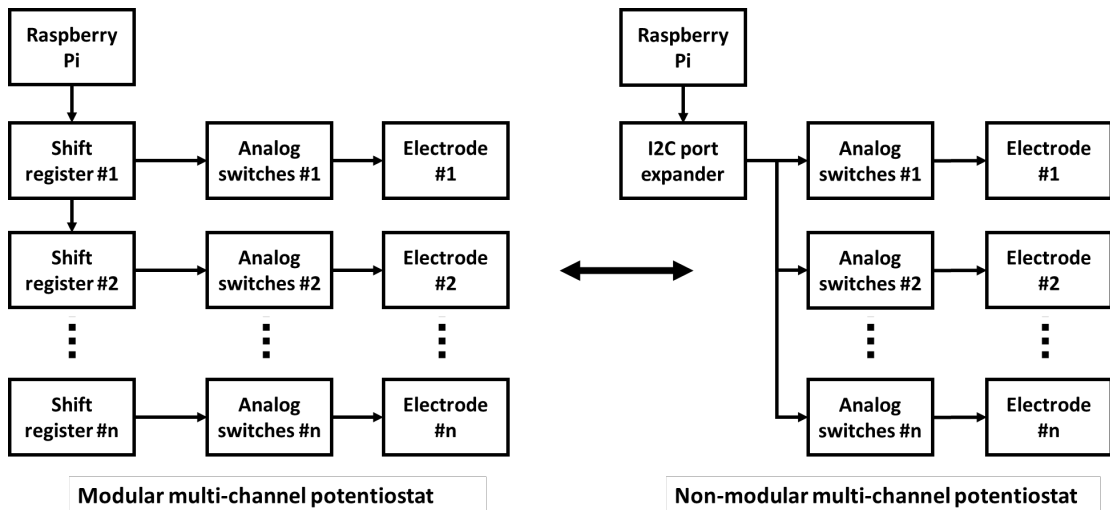 Raspberry
Pi
Raspberry
Pi
Shift
register #1
Analog
switches #1
Electrode
#1
I2C port
expander
Analog
switches #1
Electrode
#1
Shift
register #2
Analog
switches #2
Electrode
#2
Analog
switches #2
Electrode
#2
Shift
register #n
Analog
switches #n
Electrode
#n
Analog
switches #n
Electrode
#n
Modular multi-channel potentiostat
Non-modular multi-channel potentiostat